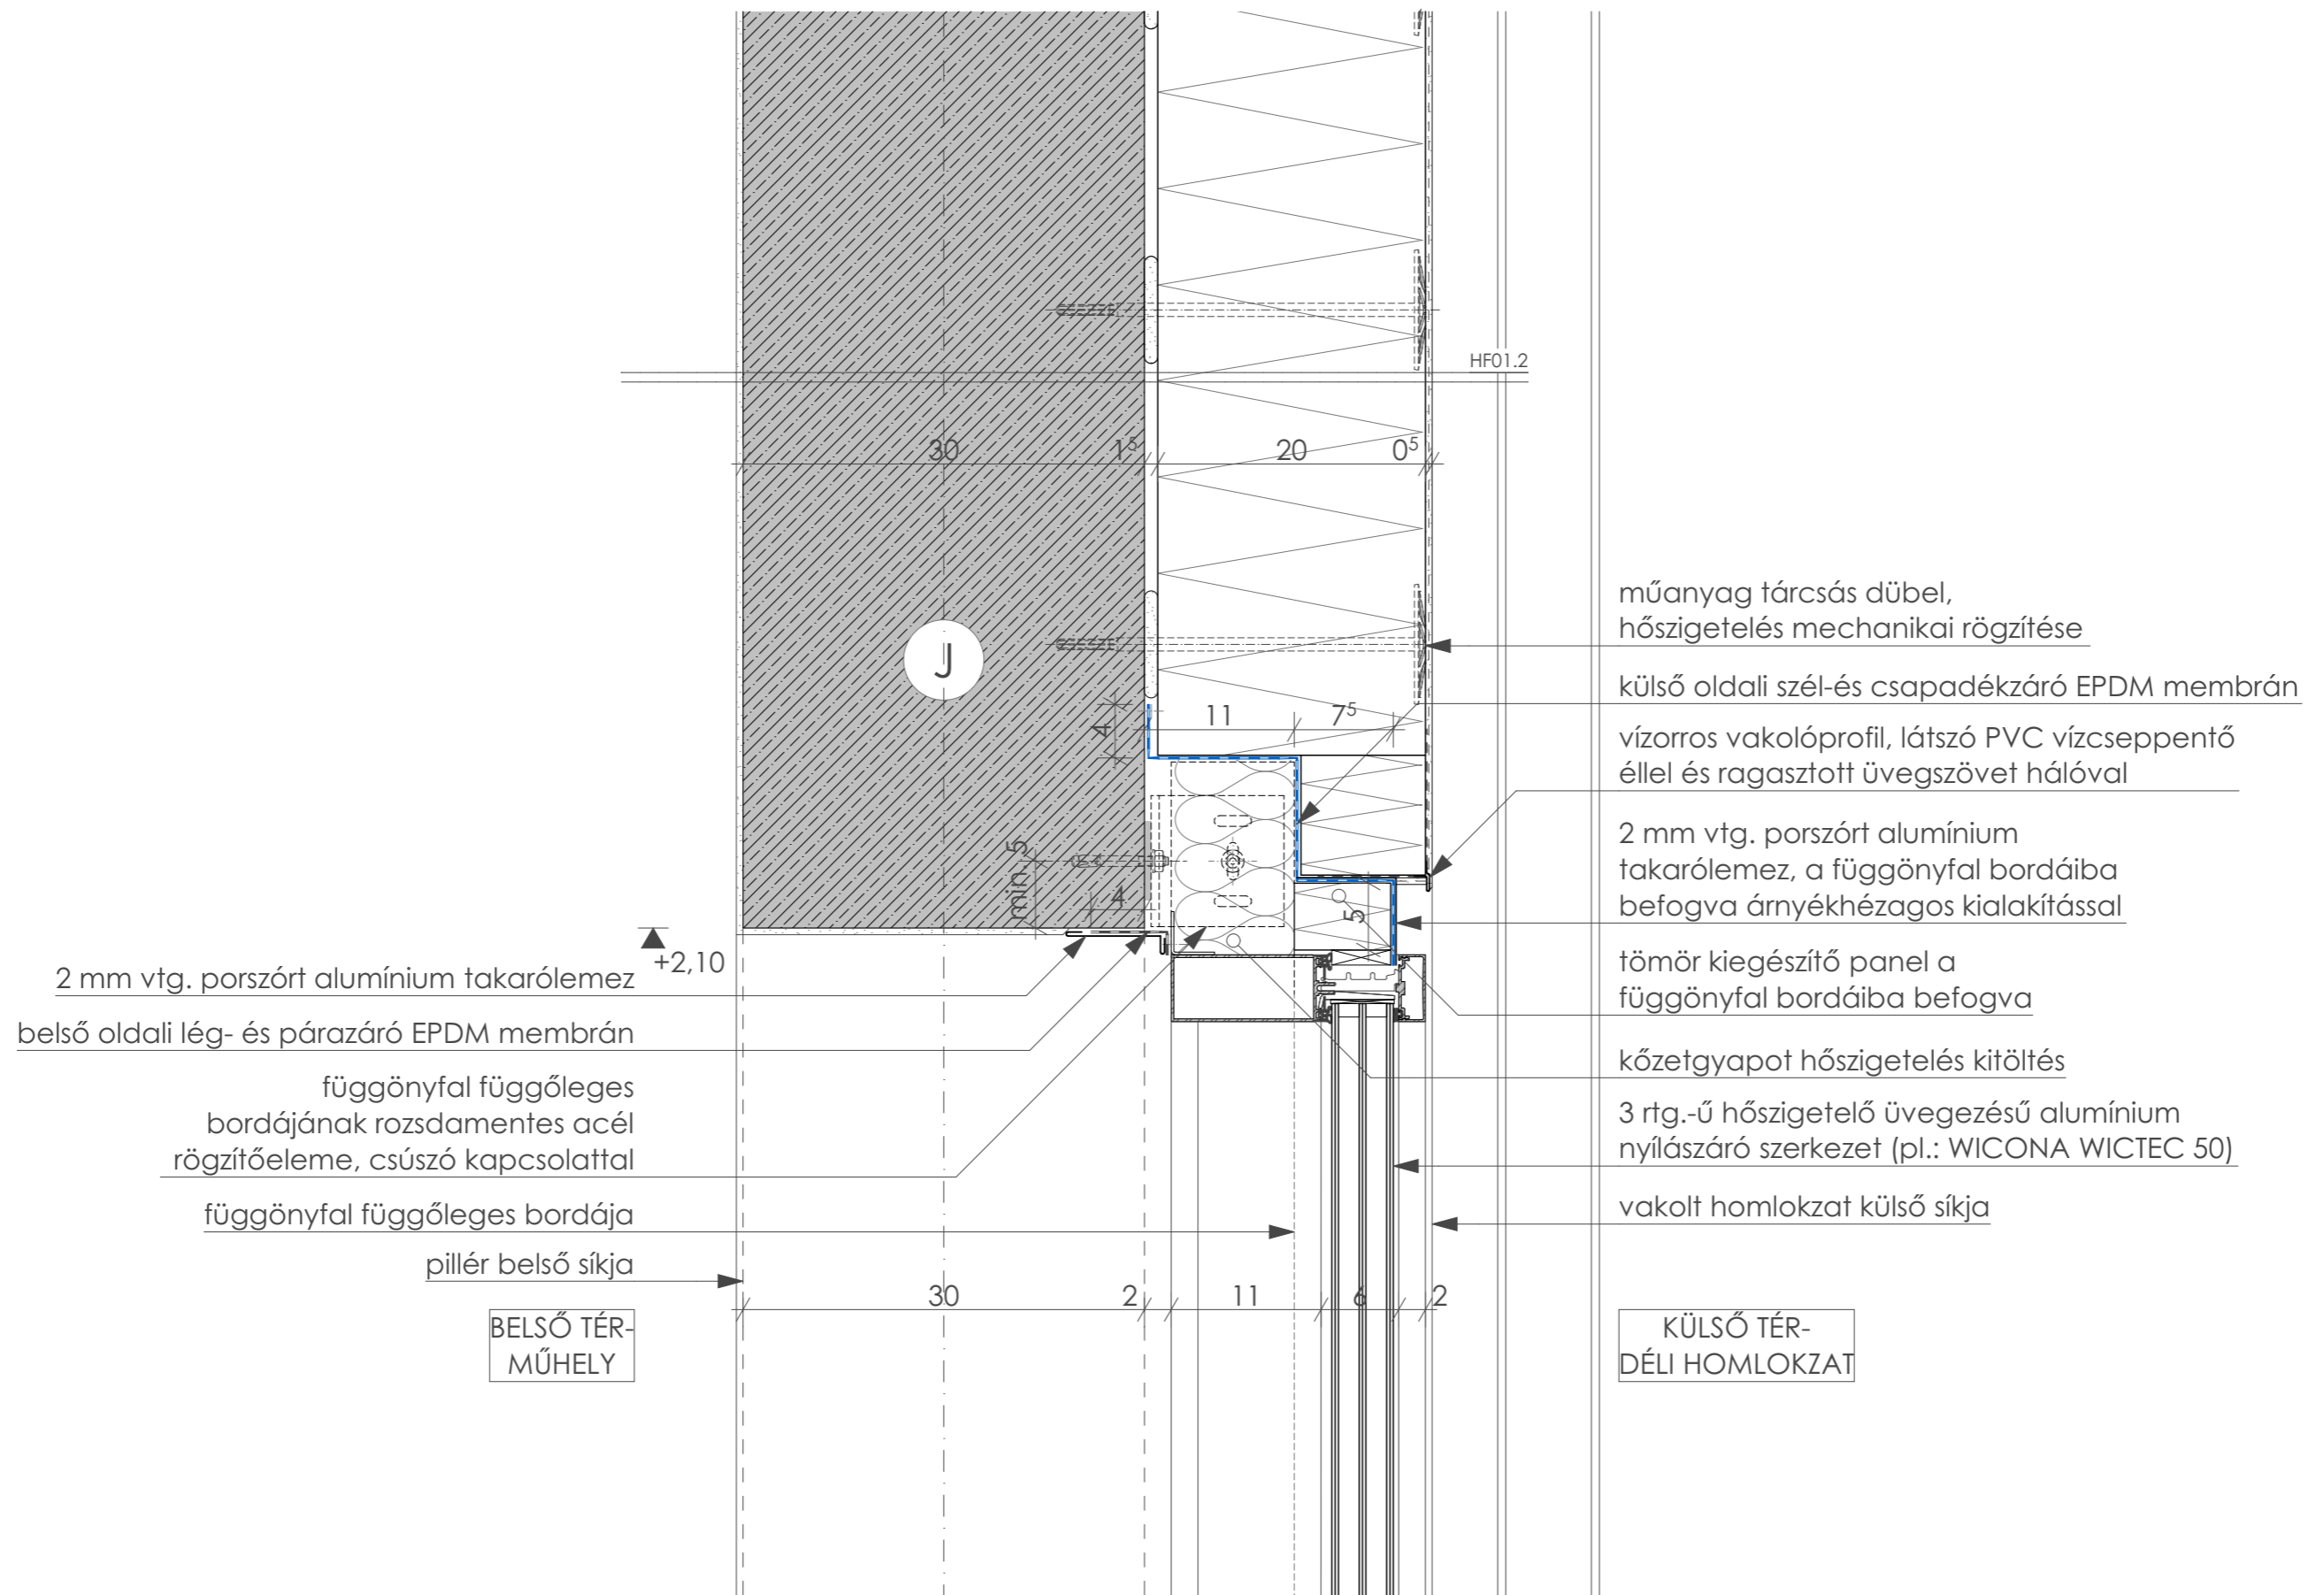 HF01.2
30
1⁵
20
0⁵
J
műanyag tárcsás dübel,
hőszigetelés mechanikai rögzítése
külső oldali szél-és csapadékzáró EPDM membrán
4
11
7⁵
vízorros vakolóprofil, látszó PVC vízcseppentő
éllel és ragasztott üvegszövet hálóval
2 mm vtg. porszórt alumínium
takarólemez, a függönyfal bordáiba
befogva árnyékhézagos kialakítással
min.5
4
5
+2,10
tömör kiegészítő panel a
függönyfal bordáiba befogva
2 mm vtg. porszórt alumínium takarólemez
belső oldali lég- és párazáró EPDM membrán
kőzetgyapot hőszigetelés kitöltés
függönyfal függőleges
bordájának rozsdamentes acél
rögzítőeleme, csúszó kapcsolattal
3 rtg.-ű hőszigetelő üvegezésű alumínium
nyílászáró szerkezet (pl.: WICONA WICTEC 50)
függönyfal függőleges bordája
vakolt homlokzat külső síkja
pillér belső síkja
30
2
11
6
2
BELSŐ TÉR-
MŰHELY
KÜLSŐ TÉR-
DÉLI HOMLOKZAT